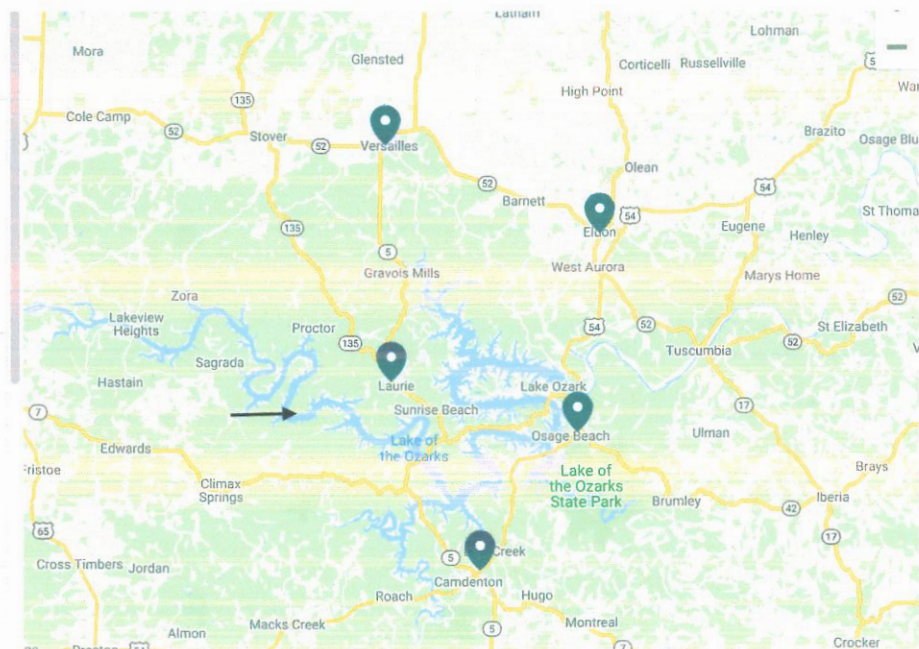 Latham
Lohman
Mora
Glensted
Corticelli
Russellville
High Point
135
Cole Camp
52
Stover
52
Versailles
Brazito
Osage Blu
Olean
52
Barnett
54
54
Eldon
Eugene
St Thoma
Henley
135
5
Gravois Mills
West Aurora
Marys Home
Zora
52
Lakeview
Heights
Proctor
54
52
St Elizabeth
135
52
Sagrada
Tuscumbia
Hastain
Laurie
Lake Ozark
7
Sunrise Beach
17
Osage Beach
Ulman
Edwards
Lake of
the Ozarks
Lake of
the Ozarks
State Park
Fristoe
Climax
Springs
Brays
Brumley
42
Iberia
65
5
Creek
17
Cross Timbers
Jordan
Camdenton
Roach
Hugo
Macks Creek
Montreal
Almon
5
7
Crocker